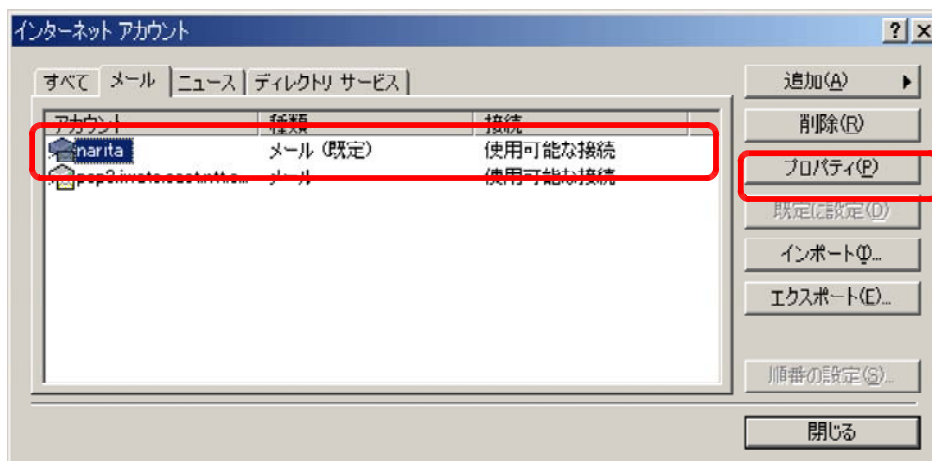 インターネット アカウント
すべて メール ニュース ディレクトリ サービス
アカウント 種類 接続
narita メール (既定) 使用可能な接続
メール 使用可能な接続
追加(A)
削除(R)
プロパティ(P)
既定に設定(D)
インポート(I)...
エクスポート(E)...
順番の設定(S)...
閉じる